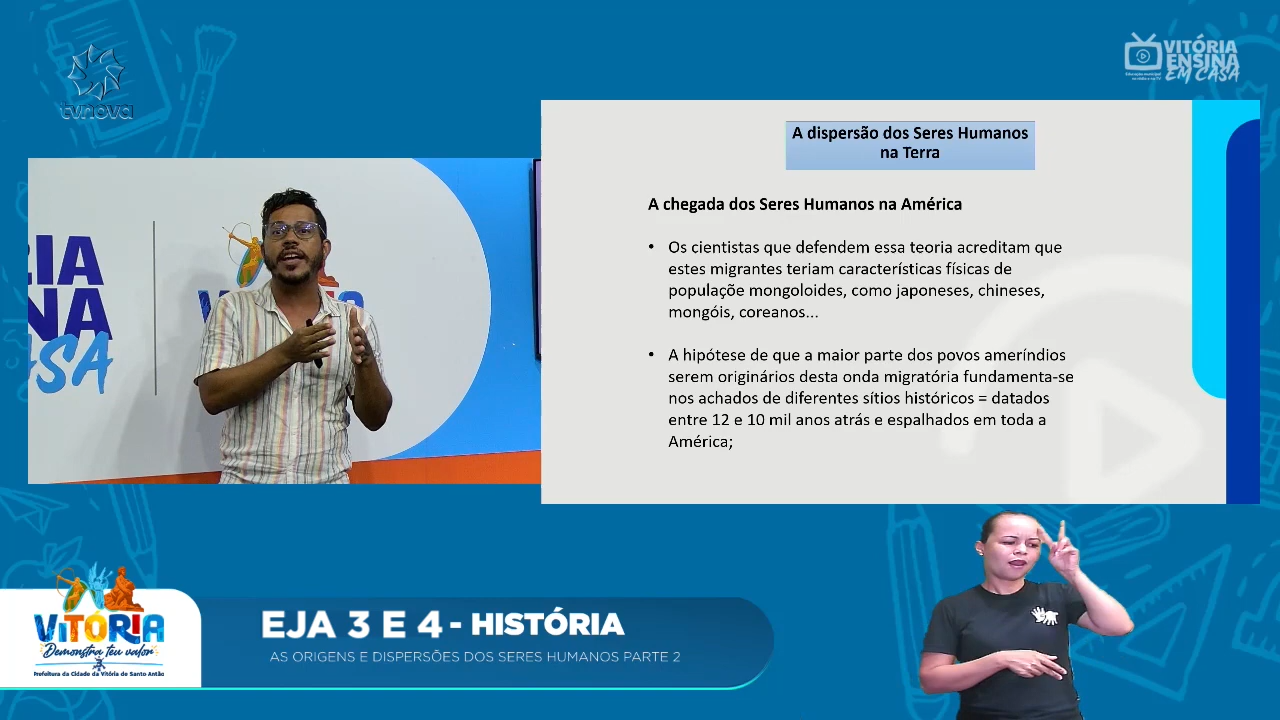 tvnova
VITÓRIA
ENSINA
EM CASA
A dispersão dos Seres Humanos
na Terra
A chegada dos Seres Humanos na América
• Os cientistas que defendem essa teoria acreditam que
estes migrantes teriam características físicas de
populaçõe mongoloides, como japoneses, chineses,
mongóis, coreanos...
• A hipótese de que a maior parte dos povos ameríndios
serem originários desta onda migratória fundamenta-se
nos achados de diferentes sítios históricos = datados
entre 12 e 10 mil anos atrás e espalhados em toda a
América;
RIA
NA
ASA
VITÓRIA
Demonstra teu valor
Prefeitura da Cidade da Vitória de Santo Antão
EJA 3 E 4 - HISTÓRIA
AS ORIGENS E DISPERSÕES DOS SERES HUMANOS PARTE 2